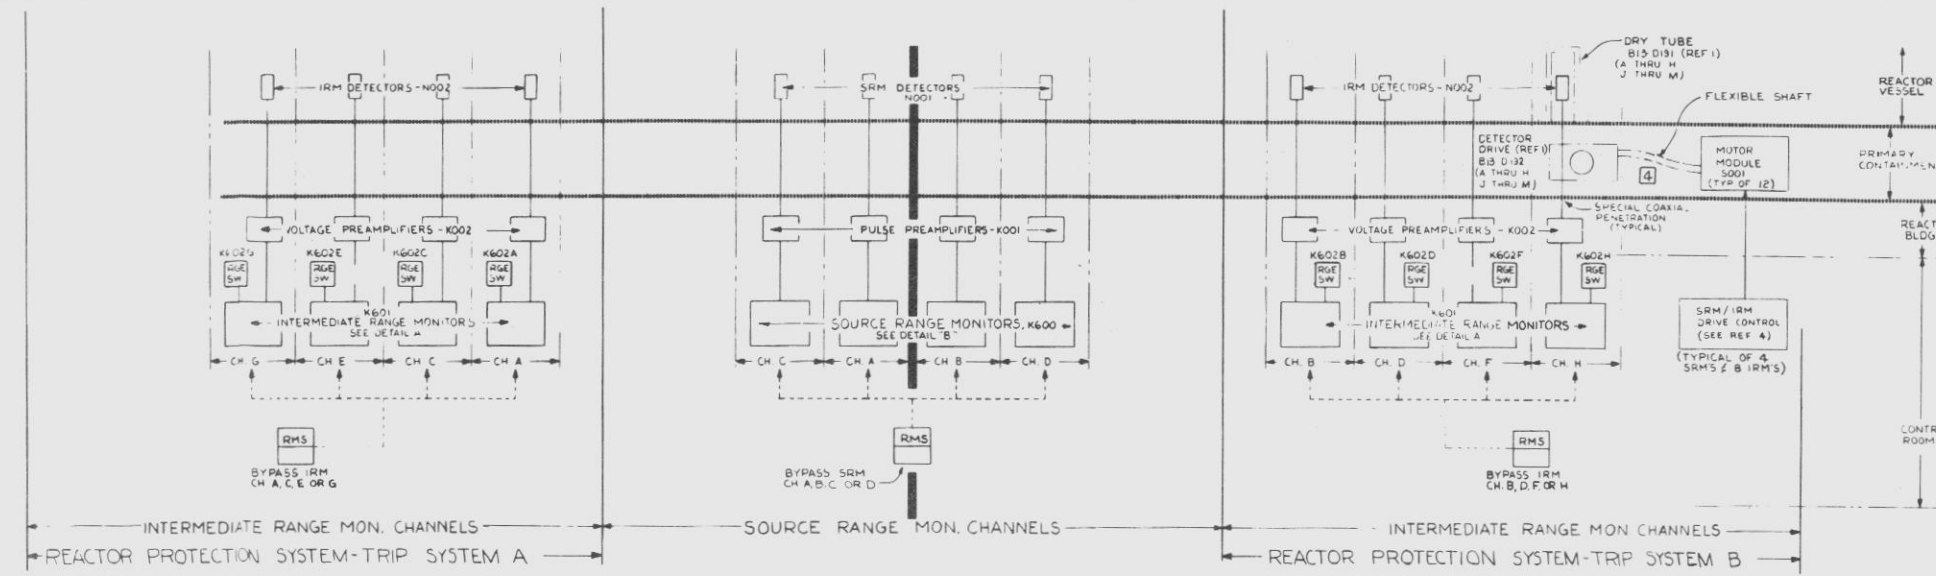 IRM DETECTORS-N002
VOLTAGE PREAMPLIFIERS-K002
K602G
K602E
K602C
K602A
RGE
SW
RGE
SW
RGE
SW
RGE
SW
K601
INTERMEDIATE RANGE MONITORS
SEE DETAIL A
CH. G
CH E
CH C
CH A
RMS
BYPASS IRM
CH A, C, E OR G
INTERMEDIATE RANGE MON. CHANNELS
REACTOR PROTECTION SYSTEM-TRIP SYSTEM A
SRM DETECTORS
N001
PULSE PREAMPLIFIERS-K001
SOURCE RANGE MONITORS, K600
SEE DETAIL "B"
CH. C
CH. A
CH B
CH. D
RMS
BYPASS SRM
CH A, B, C OR D
SOURCE RANGE MON. CHANNELS
IRM DETECTORS-N002
VOLTAGE PREAMPLIFIERS-K002
K602B
K602D
K602F
K602H
RGE
SW
RGE
SW
RGE
SW
RGE
SW
K601
INTERMEDIATE RANGE MONITORS
SEE DETAIL A
CH. B
CH. D
CH. F
CH. H
RMS
BYPASS IRM
CH. B, D, F, OR H
INTERMEDIATE RANGE MON CHANNELS
REACTOR PROTECTION SYSTEM-TRIP SYSTEM B
DRY TUBE
B13-D191 (REF 1)
(A THRU H
J THRU M)
FLEXIBLE SHAFT
DETECTOR
DRIVE (REF 1)
B13 D132
(A THRU H
J THRU M)
4
MOTOR
MODULE
S001
(TYP OF 12)
SPECIAL COAXIAL
PENETRATION
(TYPICAL)
SRM/IRM
DRIVE CONTROL
(SEE REF 4)
(TYPICAL OF 4
SRM'S & 8 IRM'S)
REACTOR
VESSEL
PRIMARY
CONTAINMEN
REACT
BLDG
CONTR
ROOM